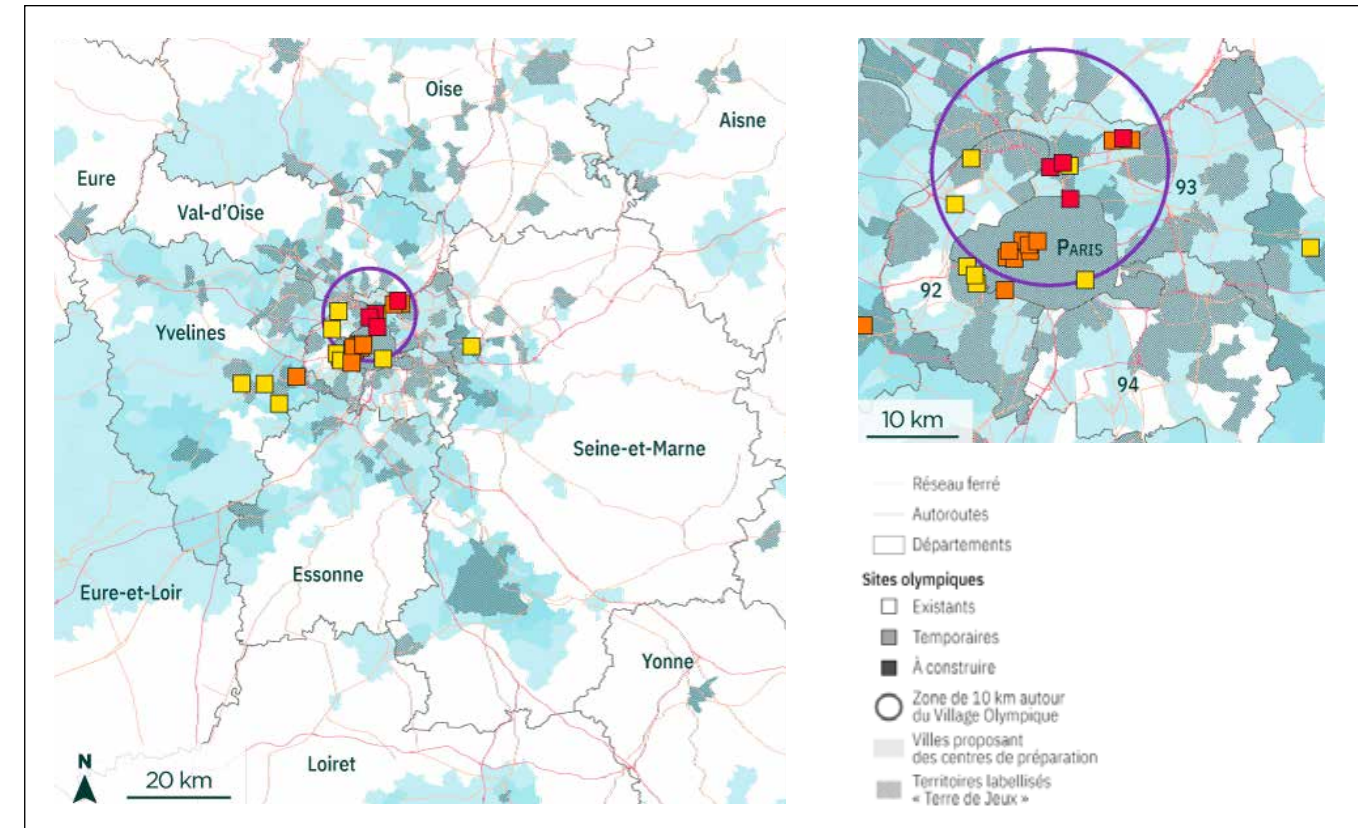 Oise
Aisne
Eure
Val-d'Oise
Yvelines
Seine-et-Marne
Essonne
Eure-et-Loir
Yonne
Loiret
N
20 km
93
PARIS
92
94
10 km
Réseau ferré
Autoroutes
Départements
Sites olympiques
Existants
Temporaires
À construire
Zone de 10 km autour
du Village Olympique
Villes proposant
des centres de préparation
Territoires labellisés
« Terre de Jeux »